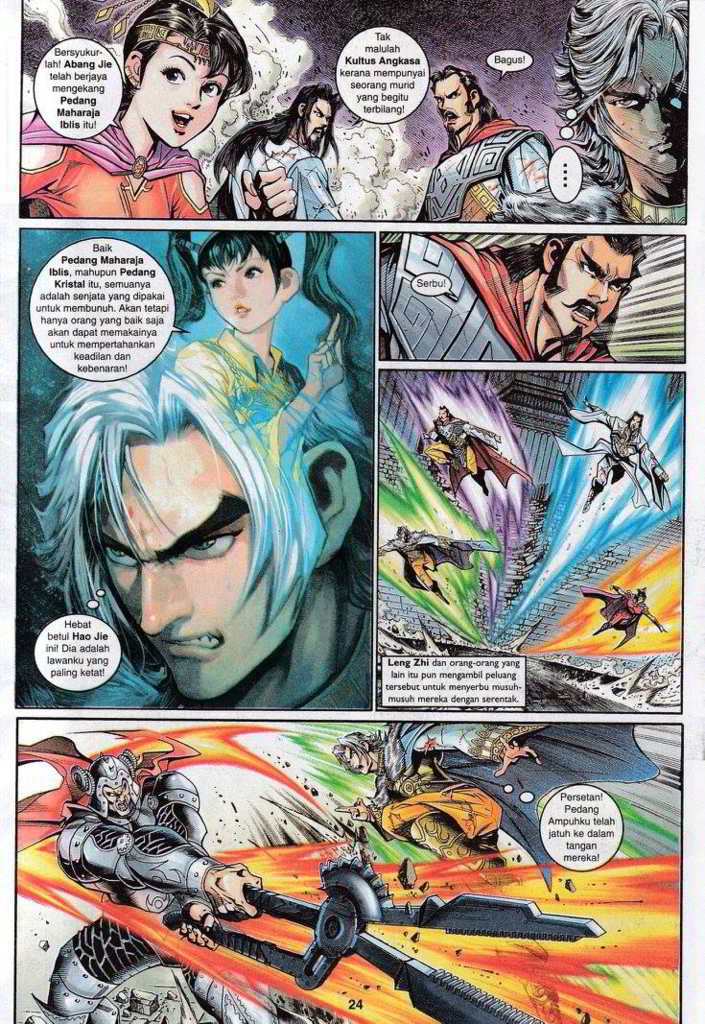 Bersyukur-
lah! Abang Jie
telah berjaya
mengekang
Pedang
Maharaja
Iblis itu!
Tak
malulah
Kultus Angkasa
kerana mempunyai
seorang murid
yang begitu
terbilang!
Bagus!
....
Baik
Pedang Maharaja
Iblis, mahupun Pedang
Kristal itu, semuanya
adalah senjata yang dipakai
untuk membunuh. Akan tetapi
hanya orang yang baik saja
akan dapat memakainya
untuk mempertahankan
keadilan dan
kebenaran!
Hebat
betul Hao Jie
ini! Dia adalah
lawanku yang
paling ketat!
Serbu!
Leng Zhi dan orang-orang yang
lain itu pun mengambil peluang
tersebut untuk menyerbu musuh-
musuh mereka dengan serentak.
Persetan!
Pedang
Ampuhku telah
jatuh ke dalam
tangan
mereka!
24